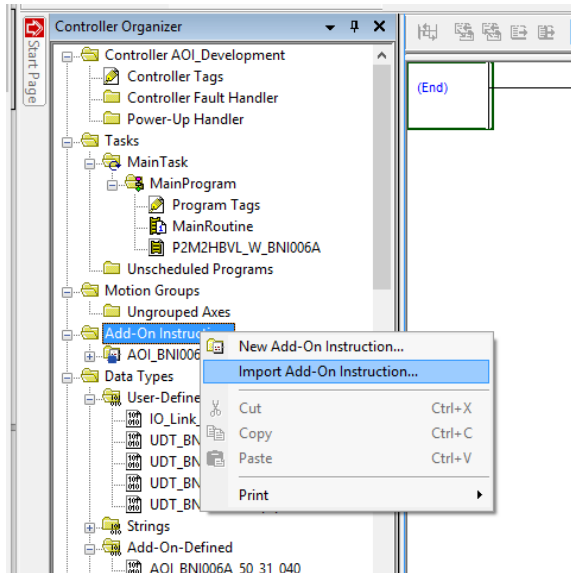 Controller Organizer
Start Page
Controller AOI_Development
Controller Tags
Controller Fault Handler
Power-Up Handler
Tasks
MainTask
MainProgram
Program Tags
MainRoutine
P2M2HBVL_W_BNI006A
Unscheduled Programs
Motion Groups
Ungrouped Axes
Add-On Instruc
AOI_BNI006
Data Types
User-Define
IO_Link_
UDT_BN
UDT_BN
UDT_BN
UDT_BN
Strings
Add-On-Defined
AOI_BNI006A_50_31_040
New Add-On Instruction...
Import Add-On Instruction...
Cut Ctrl+X
Copy Ctrl+C
Paste Ctrl+V
Print
(End)